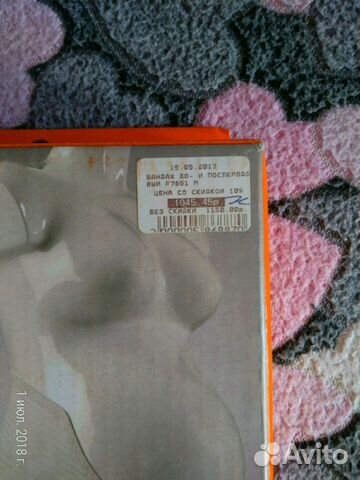 15.05.2017
БАНДАЖ ДО- И ПОСЛЕРОДО
ВЫЙ F7651 М
ЦЕНА СО СКИДКОЙ 10%
1045.45р
БЕЗ СКИДКИ 1150.00р.
1 июл. 2018 г.
Avito